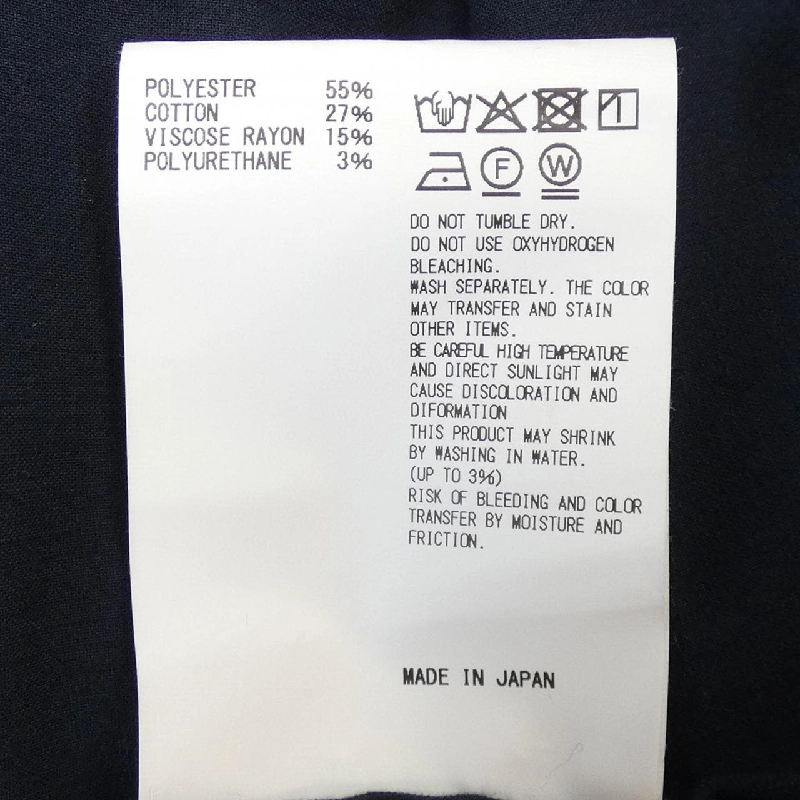 POLYESTER 55%
COTTON 27%
VISCOSE RAYON 15%
POLYURETHANE 3%
F W
DO NOT TUMBLE DRY.
DO NOT USE OXYHYDROGEN
BLEACHING.
WASH SEPARATELY. THE COLOR
MAY TRANSFER AND STAIN
OTHER ITEMS.
BE CAREFUL HIGH TEMPERATURE
AND DIRECT SUNLIGHT MAY
CAUSE DISCOLORATION AND
DIFORMATION
THIS PRODUCT MAY SHRINK
BY WASHING IN WATER.
(UP TO 3%)
RISK OF BLEEDING AND COLOR
TRANSFER BY MOISTURE AND
FRICTION.
MADE IN JAPAN